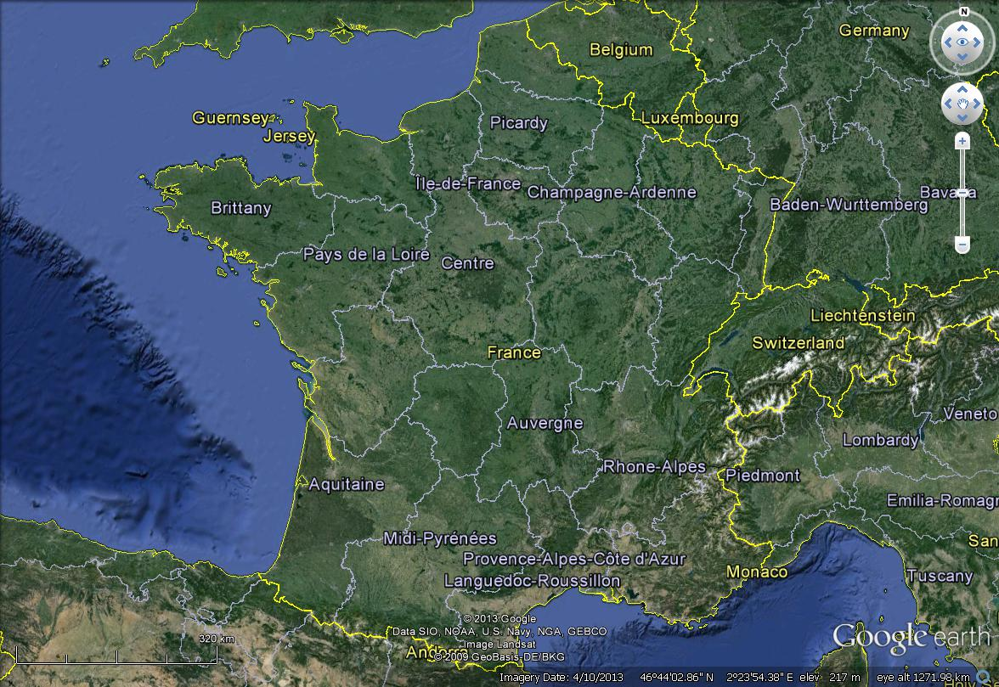 N
Germany
Belgium
Guernsey
Jersey
Picardy
Luxembourg
Île-de-France
Champagne-Ardenne
Brittany
Baden-Wurttemberg
Pays de la Loire
Centre
Liechtenstein
Switzerland
France
Auvergne
Veneto
Lombardy
Rhone-Alpes
Piedmont
Aquitaine
Midi-Pyrénées
Provence-Alpes-Côte d'Azur
Monaco
Languedoc-Roussillon
Tuscany
© 2013 Google
Data SIO, NOAA, U.S. Navy, NGA, GEBCO
Image Landsat
© 2009 GeoBasis-DE/BKG
320 km
Andorra
Google earth
Imagery Date: 4/10/2013 46°44'02.86" N 2°23'54.38" E elev 217 m eye alt 1271.98 km